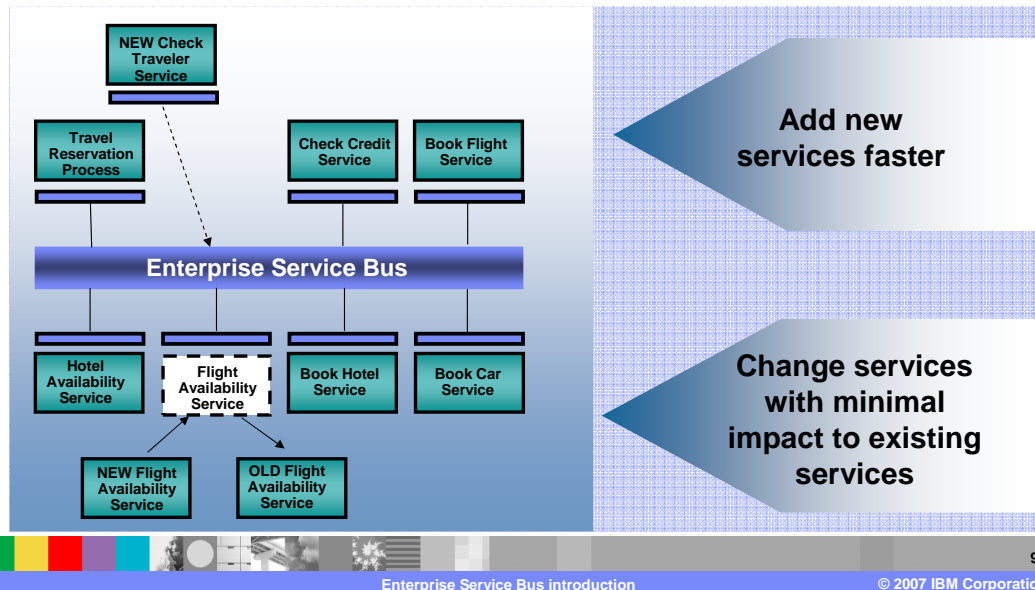 NEW Check
Traveler
Service
Travel
Reservation
Process
Check Credit
Service
Book Flight
Service
Enterprise Service Bus
Hotel
Availability
Service
Flight
Availability
Service
Book Hotel
Service
Book Car
Service
NEW Flight
Availability
Service
OLD Flight
Availability
Service
Add new
services faster
Change services
with minimal
impact to existing
services
9
Enterprise Service Bus introduction
© 2007 IBM Corporatio